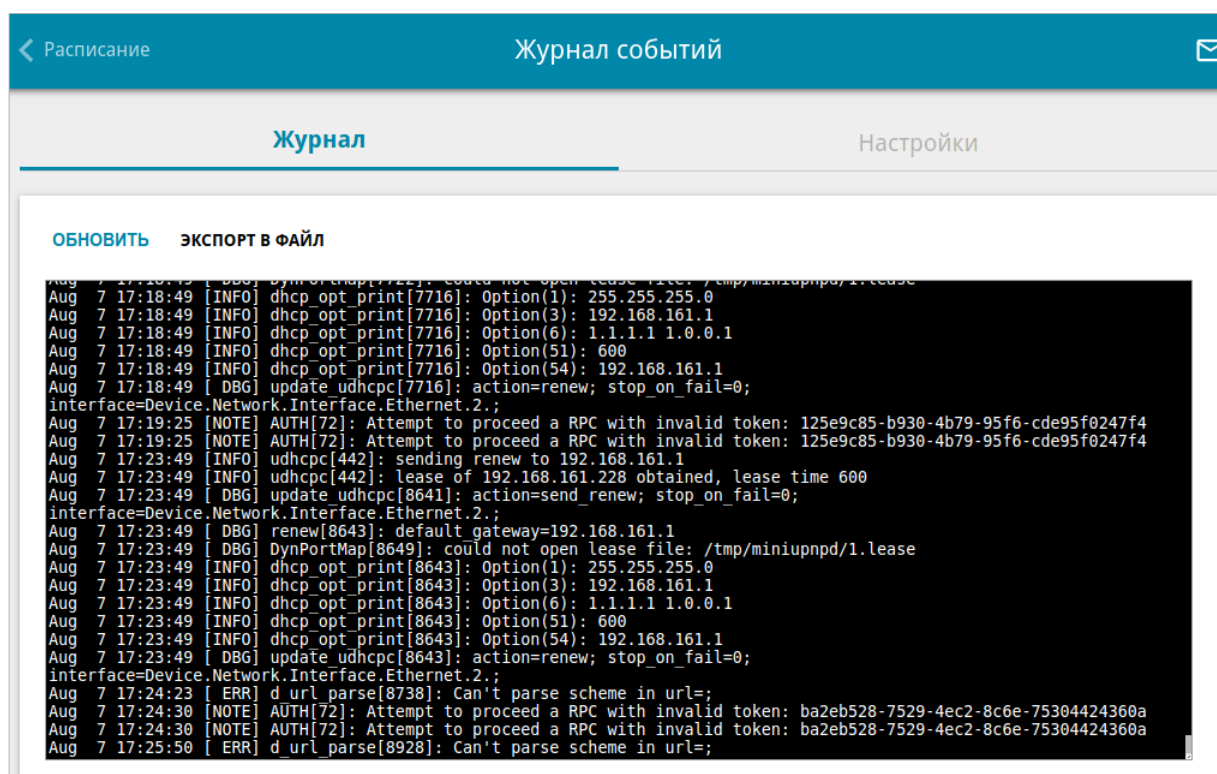 Расписание
Журнал событий
Журнал
Настройки
ОБНОВИТЬ
ЭКСПОРТ В ФАЙЛ
Aug  7 17:18:49 [ DBG] DynPortMap[7722]: could not open lease file: /tmp/miniupnpd/1.lease
Aug  7 17:18:49 [INFO] dhcp_opt_print[7716]: Option(1): 255.255.255.0
Aug  7 17:18:49 [INFO] dhcp_opt_print[7716]: Option(3): 192.168.161.1
Aug  7 17:18:49 [INFO] dhcp_opt_print[7716]: Option(6): 1.1.1.1 1.0.0.1
Aug  7 17:18:49 [INFO] dhcp_opt_print[7716]: Option(51): 600
Aug  7 17:18:49 [INFO] dhcp_opt_print[7716]: Option(54): 192.168.161.1
Aug  7 17:18:49 [ DBG] update_udhcpc[7716]: action=renew; stop_on_fail=0;
interface=Device.Network.Interface.Ethernet.2.;
Aug  7 17:19:25 [NOTE] AUTH[72]: Attempt to proceed a RPC with invalid token: 125e9c85-b930-4b79-95f6-cde95f0247f4
Aug  7 17:19:25 [NOTE] AUTH[72]: Attempt to proceed a RPC with invalid token: 125e9c85-b930-4b79-95f6-cde95f0247f4
Aug  7 17:23:49 [INFO] udhcpc[442]: sending renew to 192.168.161.1
Aug  7 17:23:49 [INFO] udhcpc[442]: lease of 192.168.161.228 obtained, lease time 600
Aug  7 17:23:49 [ DBG] update_udhcpc[8641]: action=send_renew; stop_on_fail=0;
interface=Device.Network.Interface.Ethernet.2.;
Aug  7 17:23:49 [ DBG] renew[8643]: default_gateway=192.168.161.1
Aug  7 17:23:49 [ DBG] DynPortMap[8649]: could not open lease file: /tmp/miniupnpd/1.lease
Aug  7 17:23:49 [INFO] dhcp_opt_print[8643]: Option(1): 255.255.255.0
Aug  7 17:23:49 [INFO] dhcp_opt_print[8643]: Option(3): 192.168.161.1
Aug  7 17:23:49 [INFO] dhcp_opt_print[8643]: Option(6): 1.1.1.1 1.0.0.1
Aug  7 17:23:49 [INFO] dhcp_opt_print[8643]: Option(51): 600
Aug  7 17:23:49 [INFO] dhcp_opt_print[8643]: Option(54): 192.168.161.1
Aug  7 17:23:49 [ DBG] update_udhcpc[8643]: action=renew; stop_on_fail=0;
interface=Device.Network.Interface.Ethernet.2.;
Aug  7 17:24:23 [ ERR] d_url_parse[8738]: Can't parse scheme in url=;
Aug  7 17:24:30 [NOTE] AUTH[72]: Attempt to proceed a RPC with invalid token: ba2eb528-7529-4ec2-8c6e-75304424360a
Aug  7 17:24:30 [NOTE] AUTH[72]: Attempt to proceed a RPC with invalid token: ba2eb528-7529-4ec2-8c6e-75304424360a
Aug  7 17:25:50 [ ERR] d_url_parse[8928]: Can't parse scheme in url=;